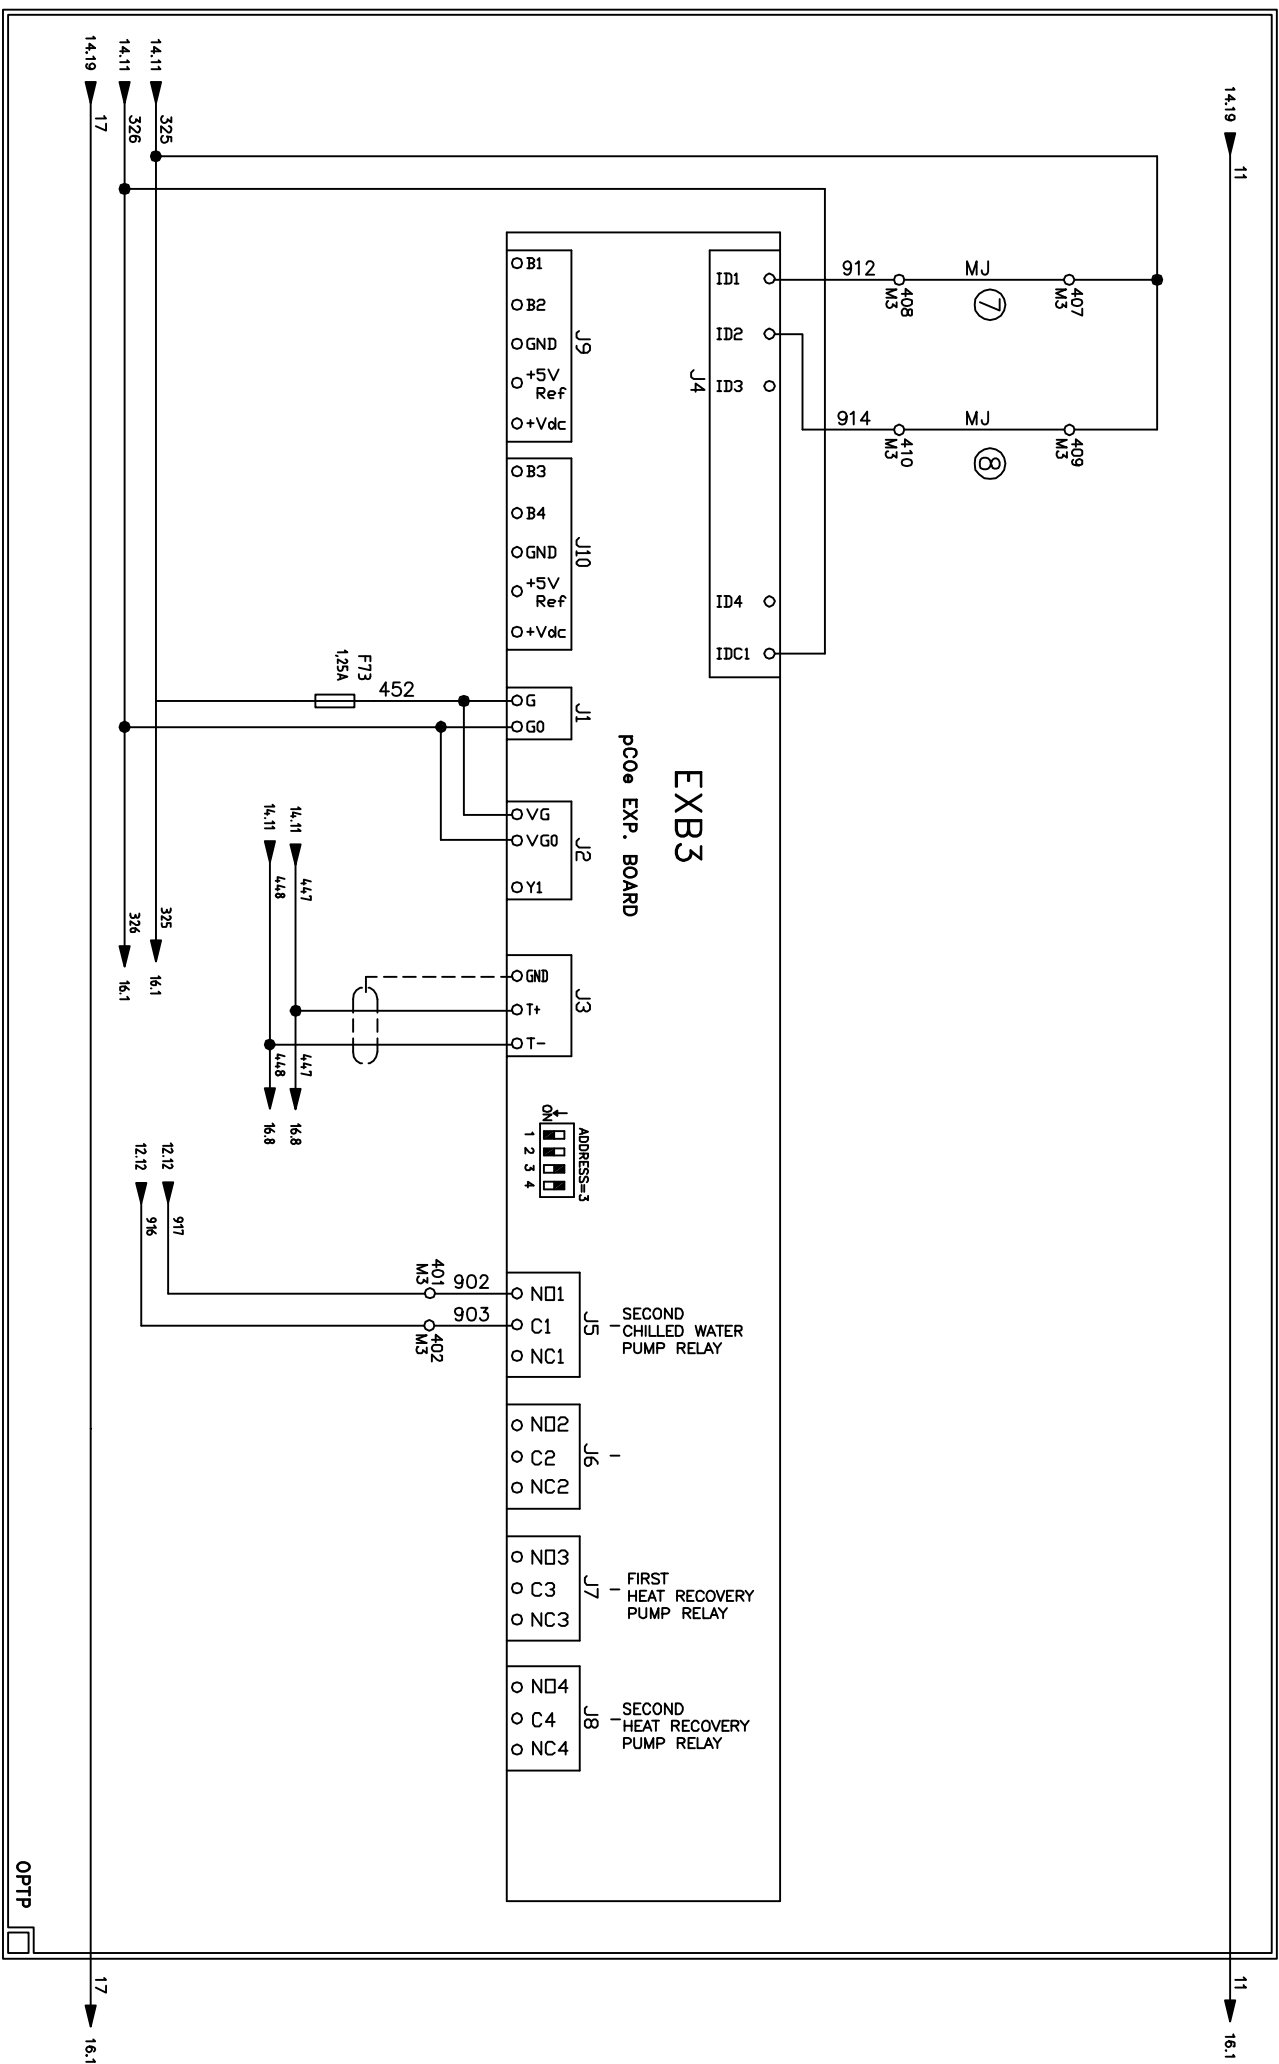 14.19
11
14.11
325
14.11
326
14.19
17
912
408
M3
MJ
7
407
M3
914
410
M3
MJ
8
409
M3
J4
ID1
ID2
ID3
ID4
IDC1
J9
B1
B2
GND
+5V
Ref
+Vdc
J10
B3
B4
GND
+5V
Ref
+Vdc
EXB3
pCOe EXP. BOARD
F73
1,25A
452
J1
G
G0
J2
VG
VG0
Y1
J3
GND
T+
T-
14.11
447
14.11
448
447
16.8
448
16.8
325
16.1
326
16.1
ADDRESS=3
ON
1 2 3 4
12.12
917
12.12
916
401
M3
902
402
M3
903
J5
NO1
C1
NC1
- SECOND
CHILLED WATER
PUMP RELAY
J6 -
NO2
C2
NC2
J7
NO3
C3
NC3
- FIRST
HEAT RECOVERY
PUMP RELAY
J8
NO4
C4
NC4
- SECOND
HEAT RECOVERY
PUMP RELAY
OPTP
17
16.1
11
16.1